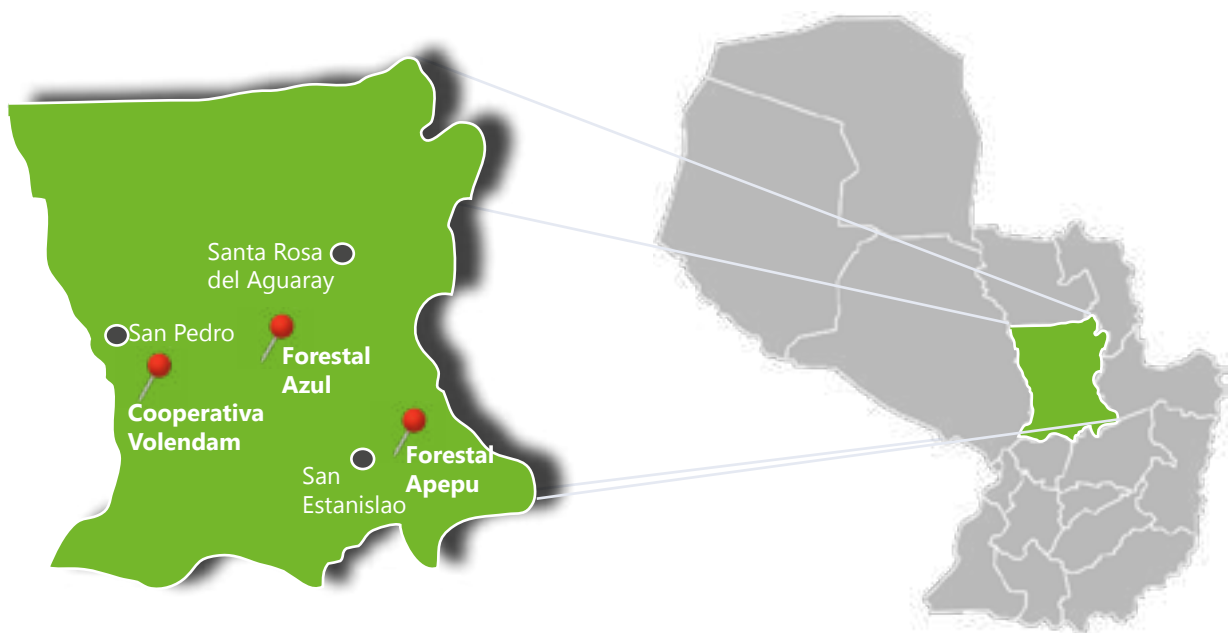 Santa Rosa
del Aguaray
San Pedro
Forestal
Azul
Cooperativa
Volendam
Forestal
Apepu
San
Estanislao